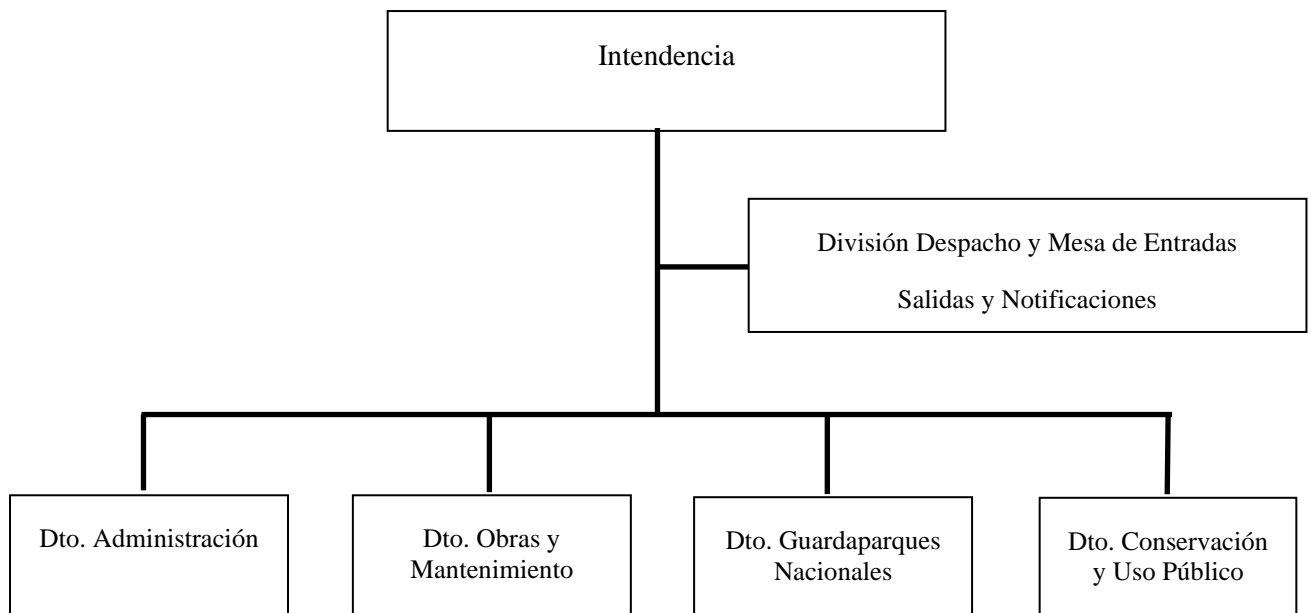 Intendencia
División Despacho y Mesa de Entradas
Salidas y Notificaciones
Dto. Administración
Dto. Obras y
Mantenimiento
Dto. Guardaparques
Nacionales
Dto. Conservación
y Uso Público